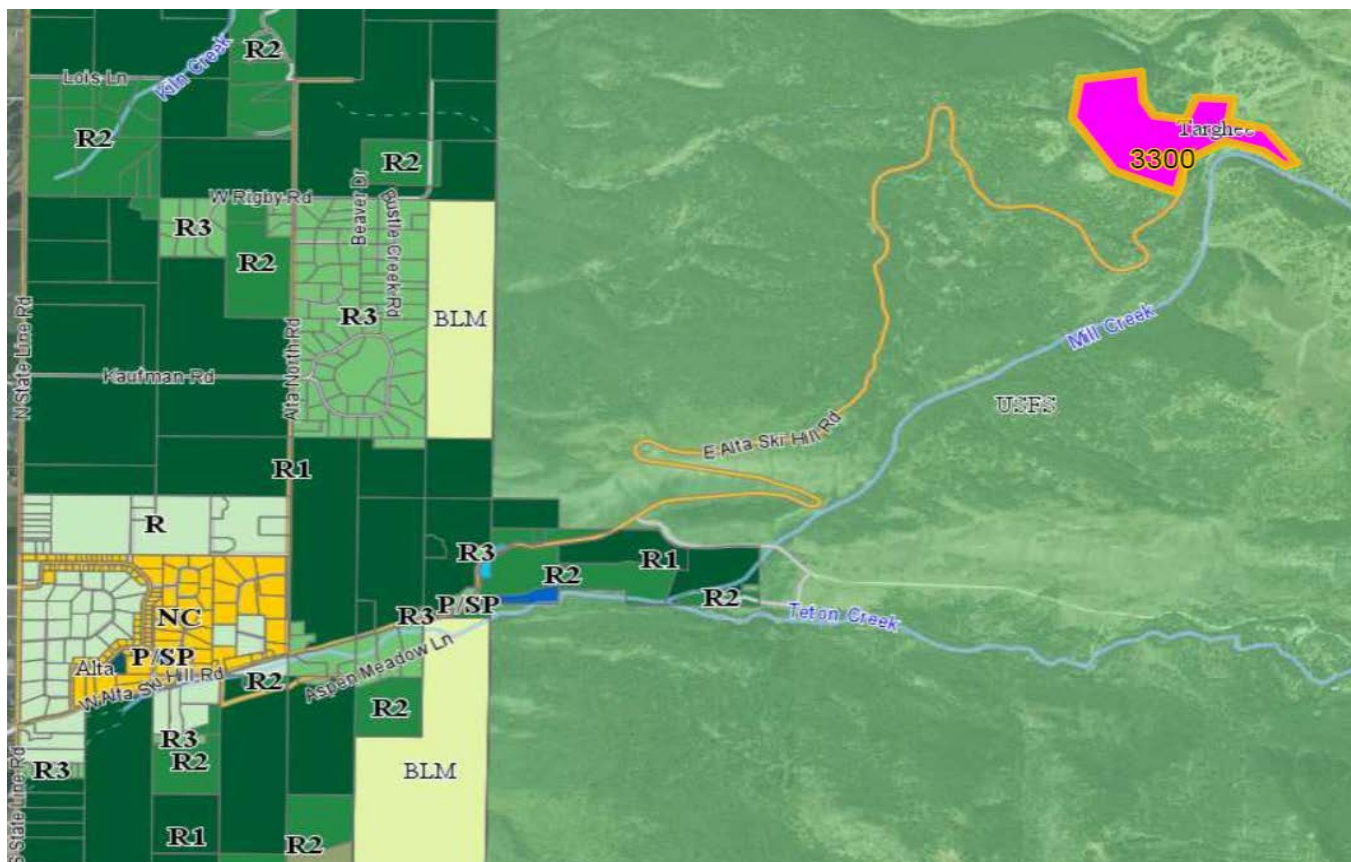 R2
Lois Ln
Kiln Creek
R2
R2
Targhee
3300
W Rigby Rd
Beaver Dr
Bustle Creek Rd
R3
R2
N State Line Rd
Alta North Rd
R3
BLM
Mill Creek
Kaufman Rd
USFS
E Alta Ski Hill Rd
R1
R
R3
R1
R2
R2
NC
R3
P/SP
Teton Creek
P/SP
Alta
W Alta Ski Hill Rd
R2
Aspen Meadow Ln
R2
R3
R2
R3
BLM
S State Line Rd
R1
R2